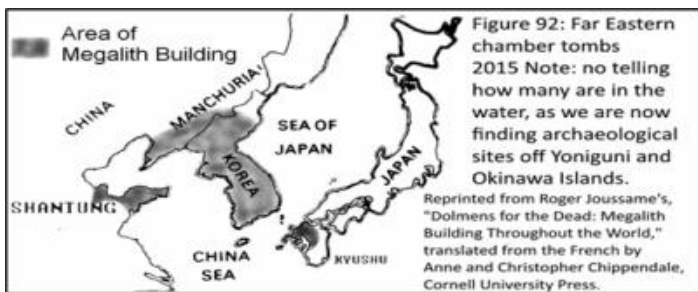 Area of
Megalith Building
CHINA
MANCHURIA
KOREA
SEA OF
JAPAN
JAPAN
SHANTUNG
CHINA
SEA
KYUSHU
Figure 92: Far Eastern
chamber tombs
2015 Note: no telling
how many are in the
water, as we are now
finding archaeological
sites off Yoniguni and
Okinawa Islands.
Reprinted from Roger Joussame's,
"Dolmens for the Dead: Megalith
Building Throughout the World,"
translated from the French by
Anne and Christopher Chippendale,
Cornell University Press.